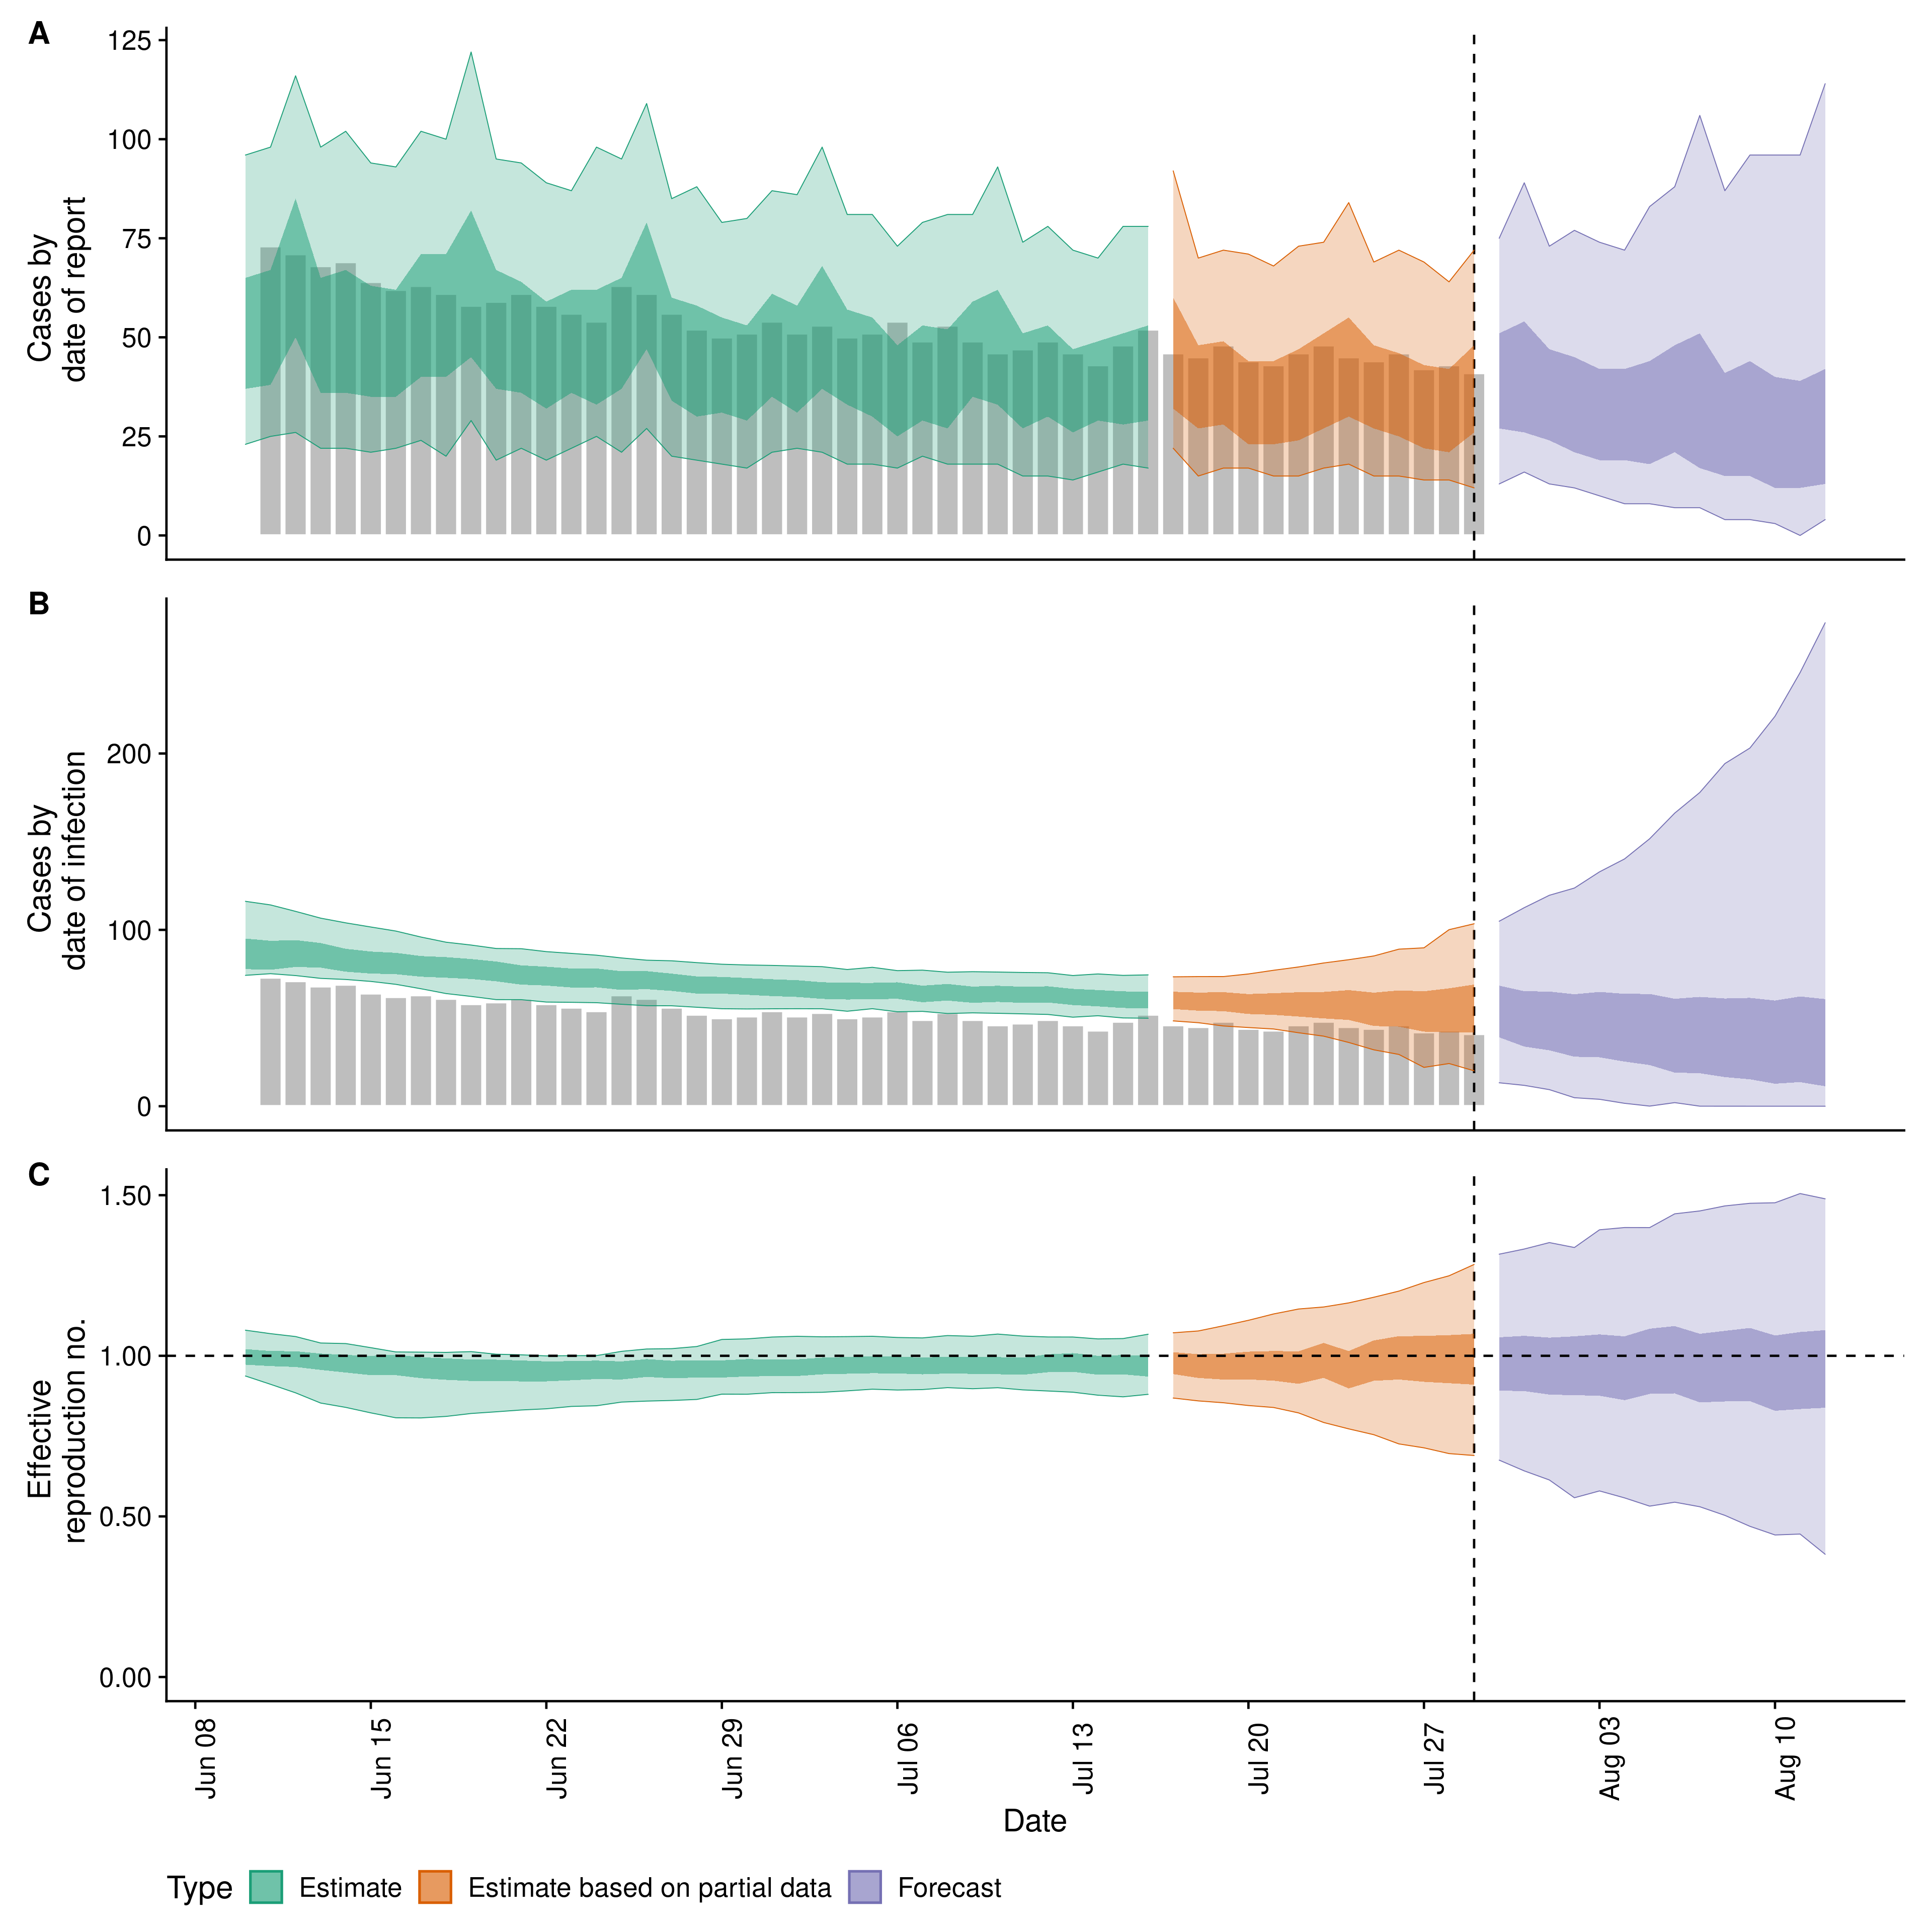 A
125
100
75
50
25
0
Cases by
date of report
B
200
100
0
Cases by
date of infection
C
1.50
1.00
0.50
0.00
Effective
reproduction no.
Jun 08
Jun 15
Jun 22
Jun 29
Jul 06
Jul 13
Jul 20
Jul 27
Aug 03
Aug 10
Date
Type Estimate Estimate based on partial data Forecast